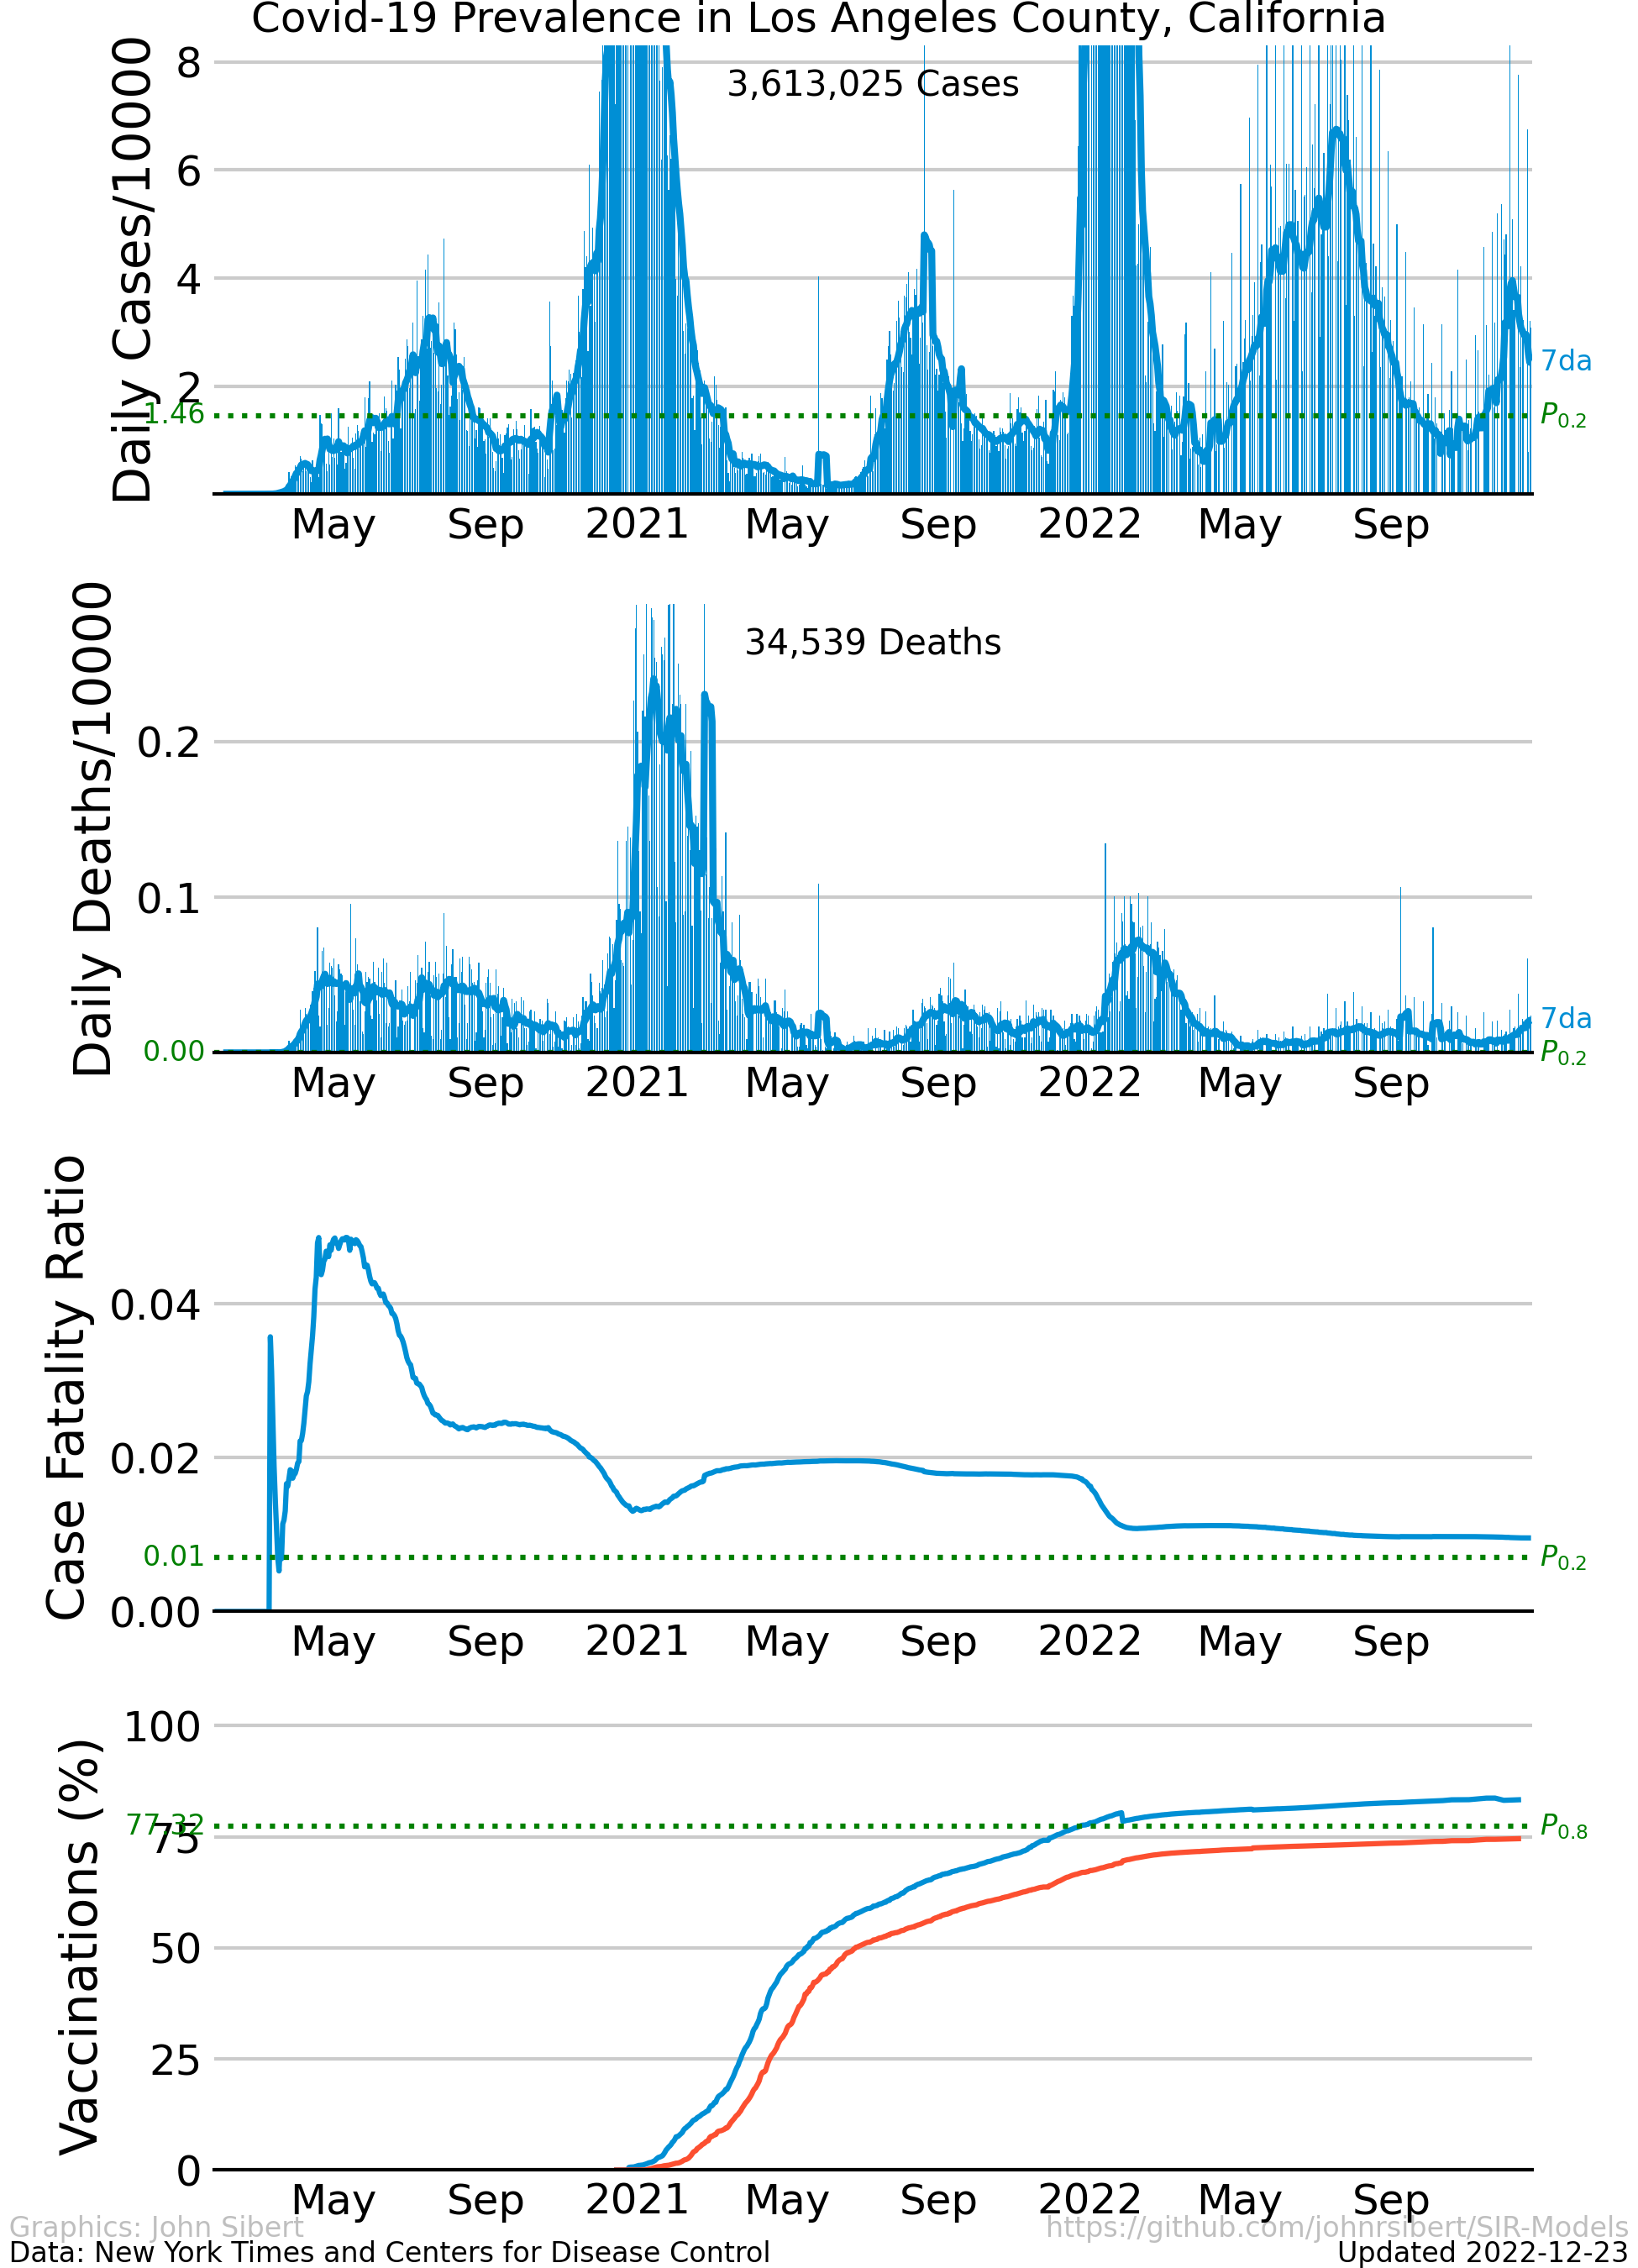 Covid-19 Prevalence in Los Angeles County, California
Daily Cases/10000
8
6
4
2
1.46
3,613,025 Cases
7da
P0.2
May Sep 2021 May Sep 2022 May Sep
Daily Deaths/10000
0.2
0.1
0.00
34,539 Deaths
7da
P0.2
May Sep 2021 May Sep 2022 May Sep
Case Fatality Ratio
0.04
0.02
0.01
0.00
P0.2
May Sep 2021 May Sep 2022 May Sep
Vaccinations (%)
100
77.32
75
50
25
0
P0.8
May Sep 2021 May Sep 2022 May Sep
Graphics: John Sibert
https://github.com/johnrsibert/SIR-Models
Data: New York Times and Centers for Disease Control
Updated 2022-12-23